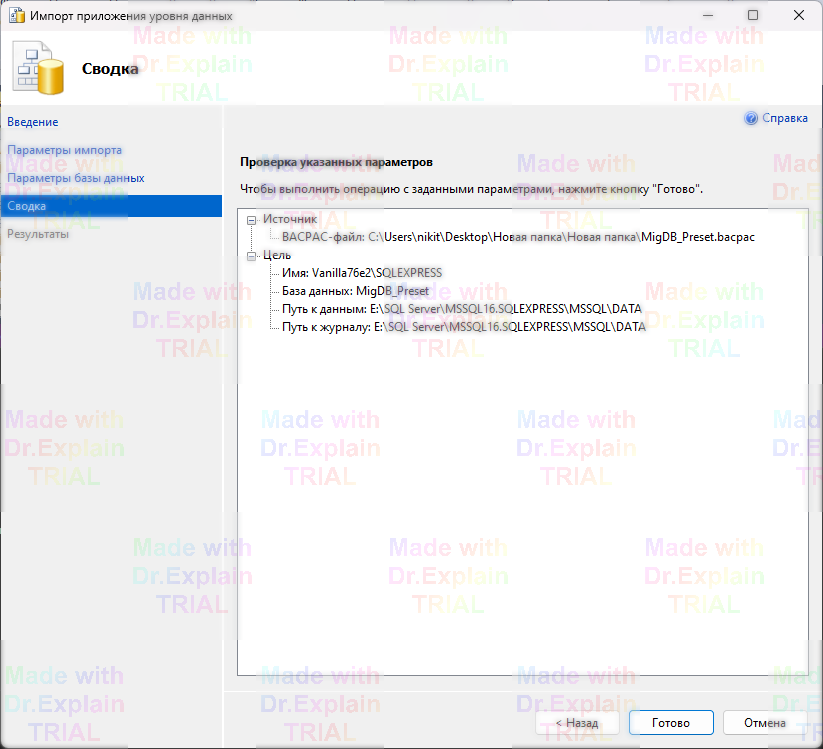 Импорт приложения уровня данных
Сводка
Введение
Параметры импорта
Параметры базы данных
Сводка
Результаты
Справка
Проверка указанных параметров
Чтобы выполнить операцию с заданными параметрами, нажмите кнопку "Готово".
Источник
BACPAC-файл: C:\Users\nikit\Desktop\Новая папка\Новая папка\MigDB_Preset.bacpac
Цель
Имя: Vanilla76e2\SQLEXPRESS
База данных: MigDB_Preset
Путь к данным: E:\SQL Server\MSSQL16.SQLEXPRESS\MSSQL\DATA
Путь к журналу: E:\SQL Server\MSSQL16.SQLEXPRESS\MSSQL\DATA
< Назад
Готово
Отмена
Made with
Dr.Explain
TRIAL